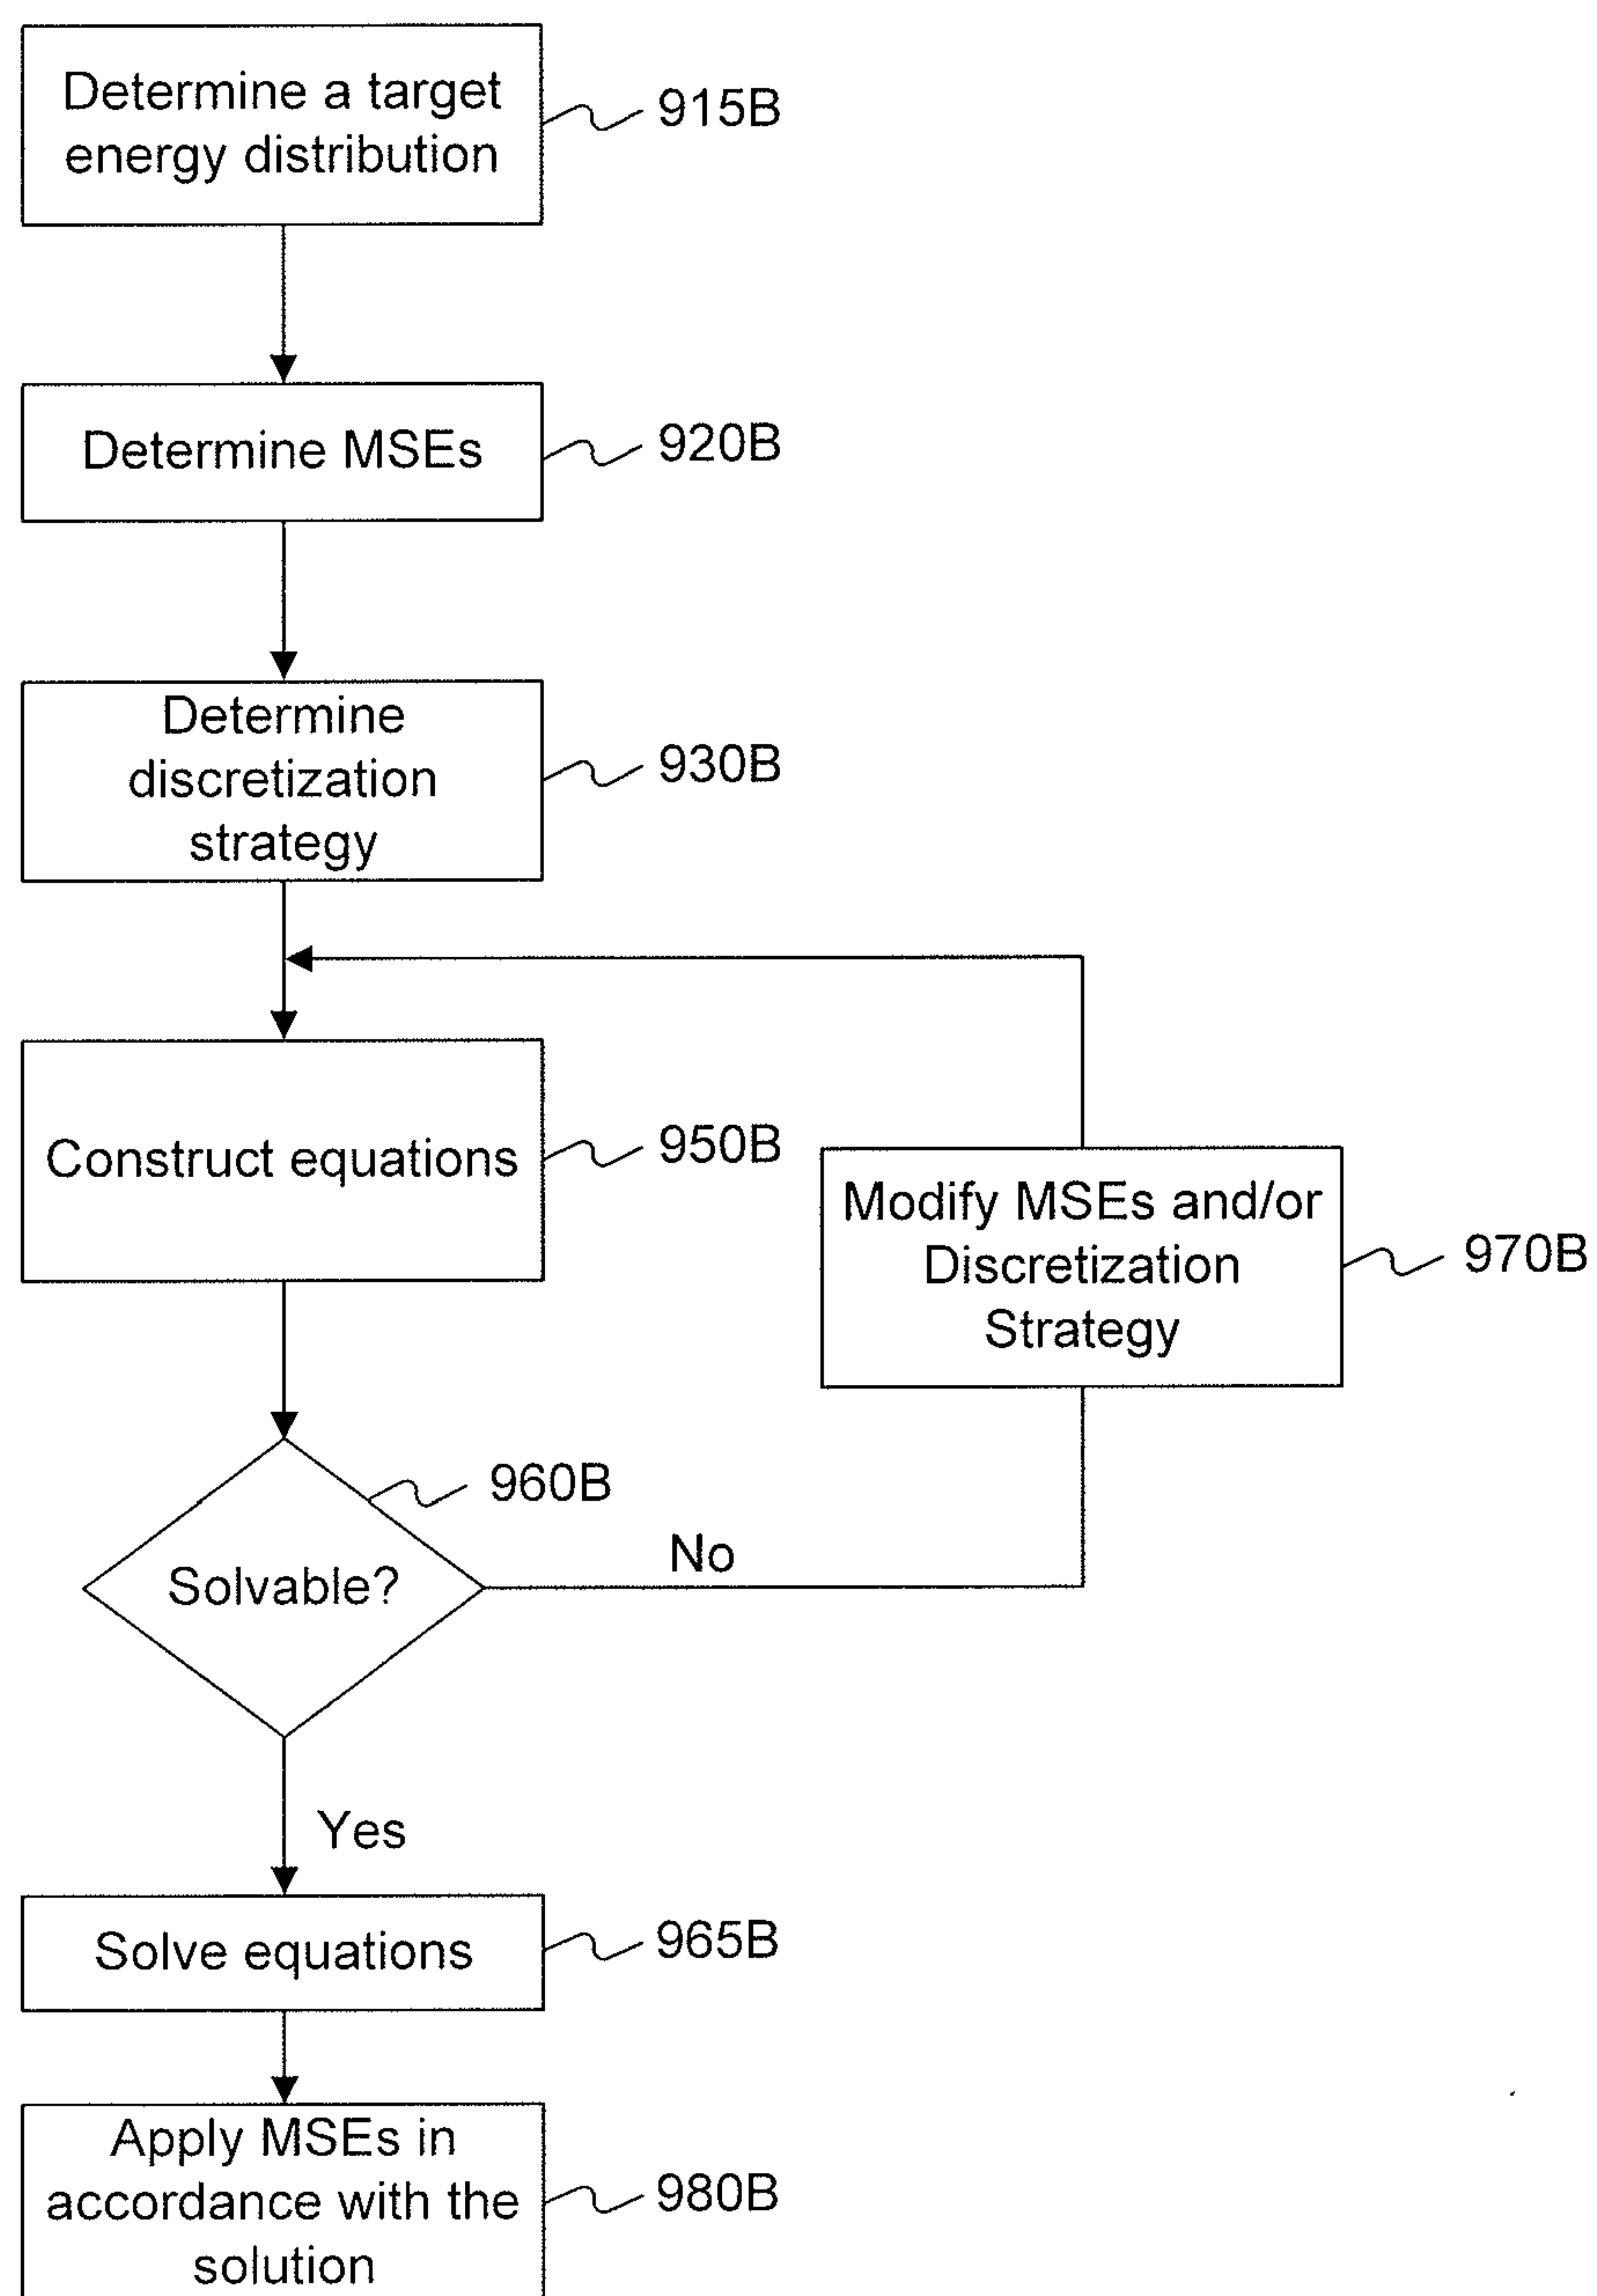 Determine a target
energy distribution
915B
Determine MSEs
920B
Determine
discretization
strategy
930B
Construct equations
950B
Modify MSEs and/or
Discretization
Strategy
970B
960B
Solvable?
No
Yes
Solve equations
965B
Apply MSEs in
accordance with the
solution
980B